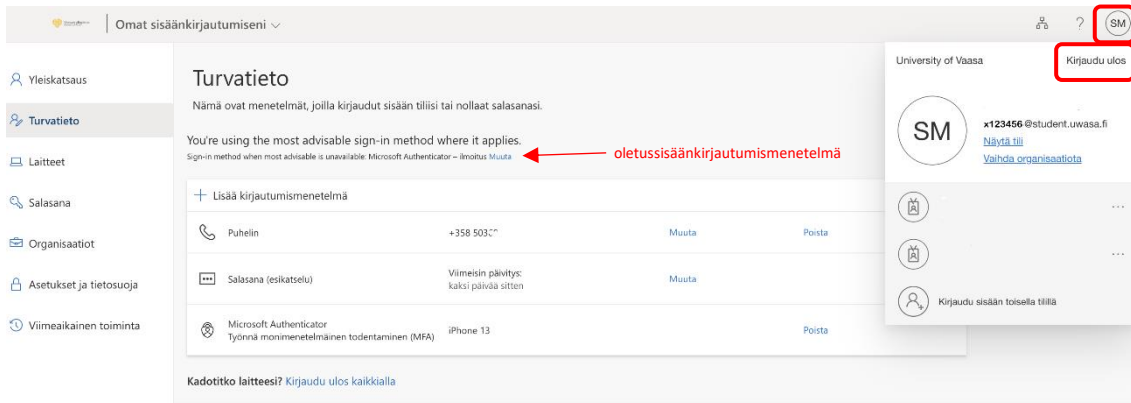 Omat sisäänkirjautumiseni
?
SM
Yleiskatsaus
Turvatieto
Laitteet
Salasana
Organisaatiot
Asetukset ja tietosuoja
Viimeaikainen toiminta
Turvatieto
Nämä ovat menetelmät, joilla kirjaudut sisään tiliisi tai nollaat salasanasi.
You're using the most advisable sign-in method where it applies.
Sign-in method when most advisable is unavailable: Microsoft Authenticator – ilmoitus Muuta
oletussisäänkirjautumismenetelmä
+ Lisää kirjautumismenetelmä
Puhelin +358 503 Muuta Poista
Salasana (esikatselu) Viimeisin päivitys: Muuta
kaksi päivää sitten
Microsoft Authenticator
Työnnä monimenetelmäinen todentaminen (MFA) iPhone 13 Poista
Kadotitko laitteesi? Kirjaudu ulos kaikkialla
University of Vaasa Kirjaudu ulos
SM
x123456@student.uwasa.fi
Näytä tili
Vaihda organisaatiota
...
...
Kirjaudu sisään toisella tilillä